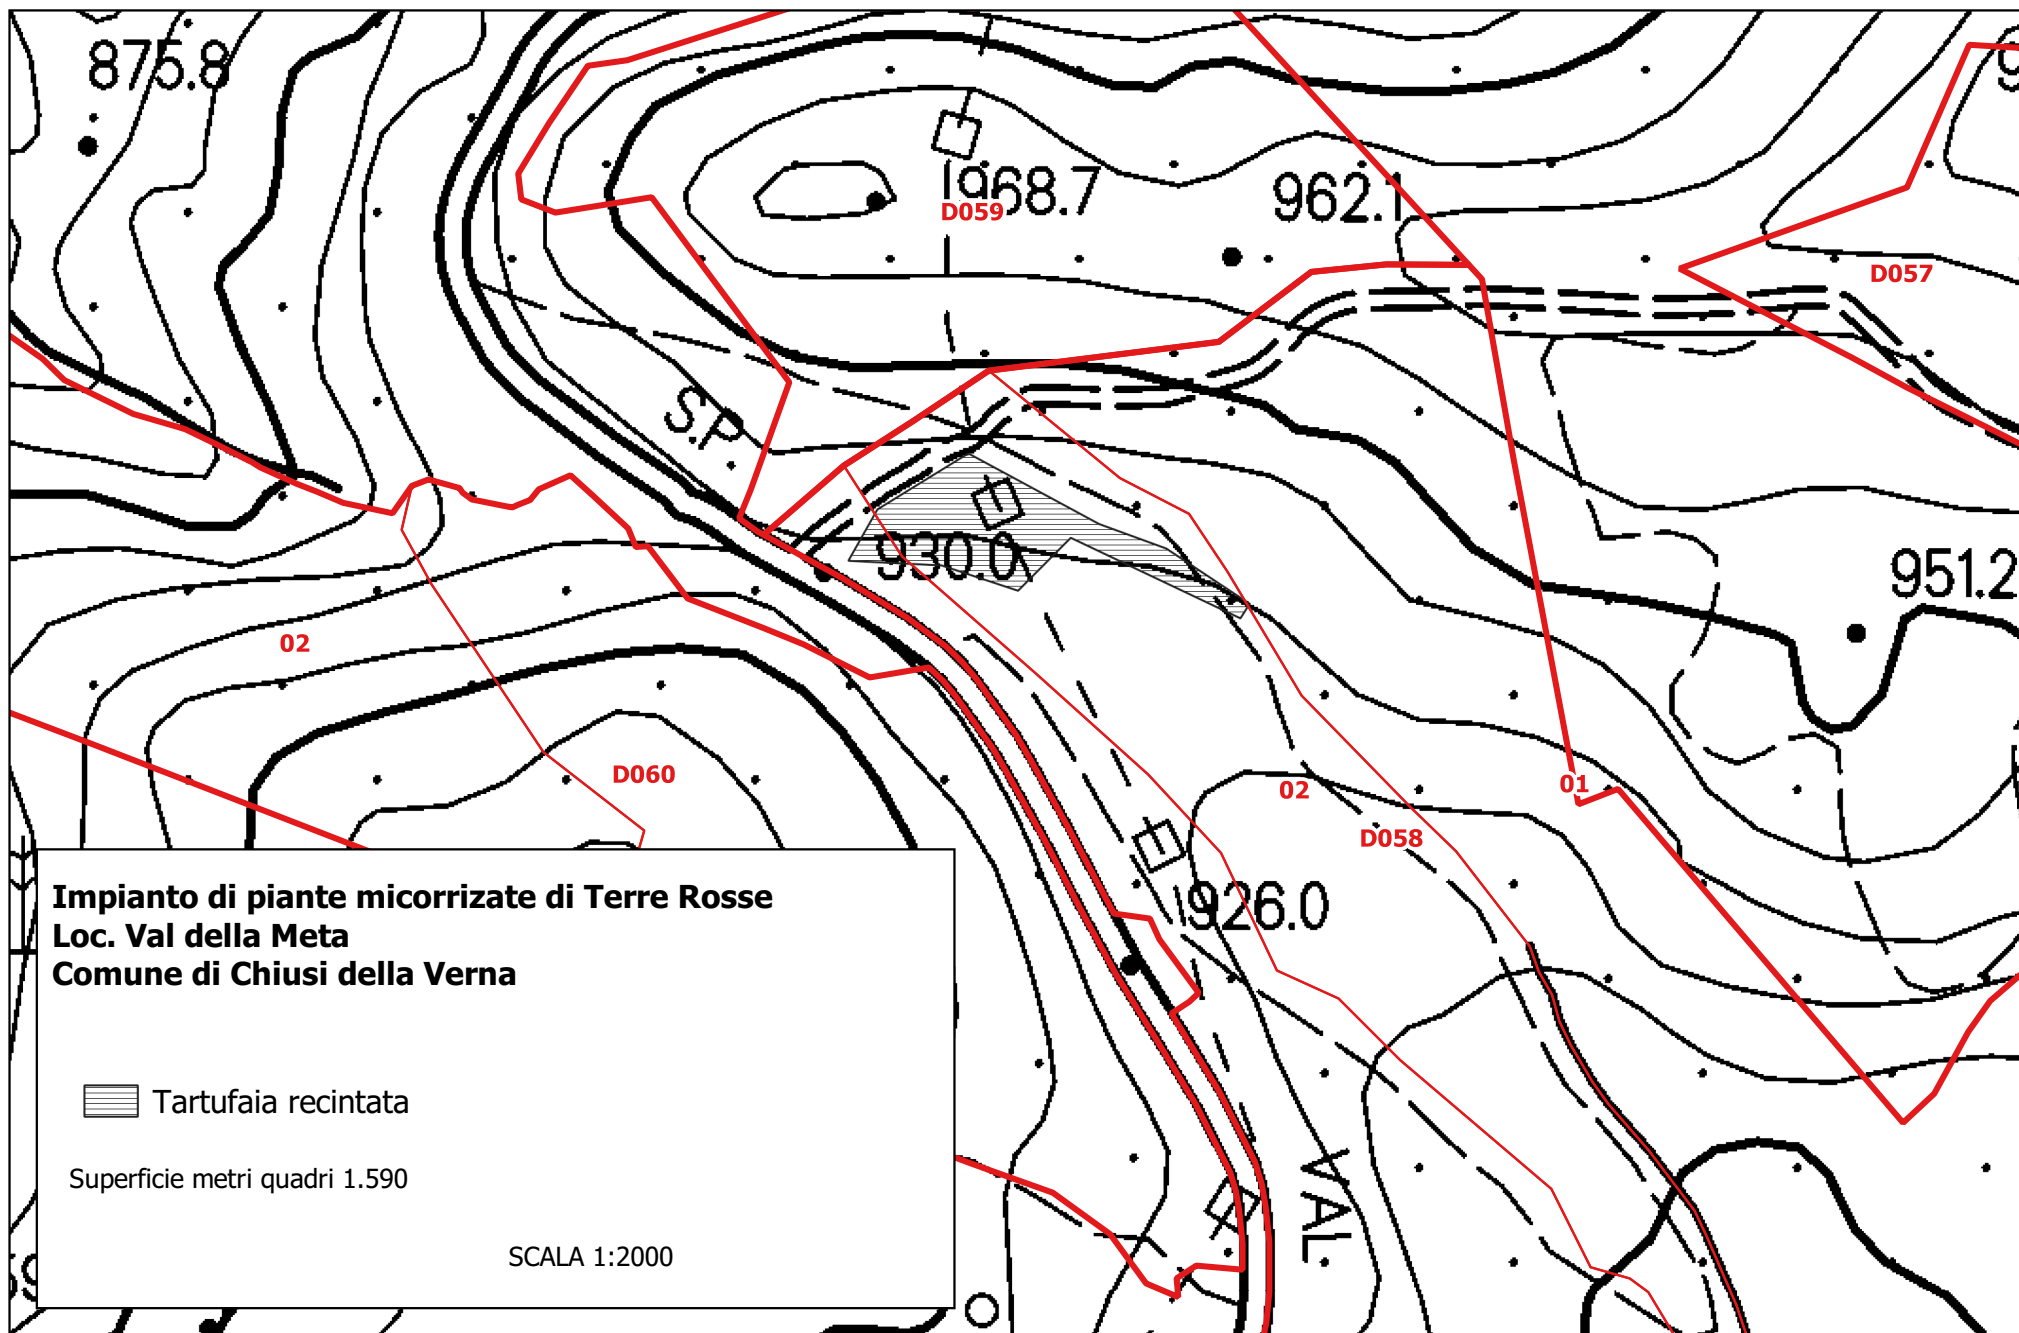 875.8
968.7
D059
962.1
D057
S.P.
930.0
951.2
02
D060
02
01
D058
926.0
VAL
Impianto di piante micorrizate di Terre Rosse
Loc. Val della Meta
Comune di Chiusi della Verna
Tartufaia recintata
Superficie metri quadri 1.590
SCALA 1:2000